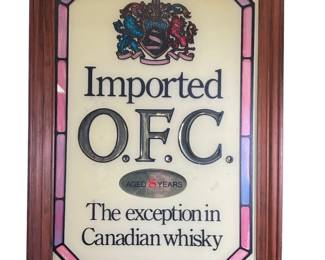 Imported
O.F.C.
AGED 8 YEARS
The exception in
Canadian whisky